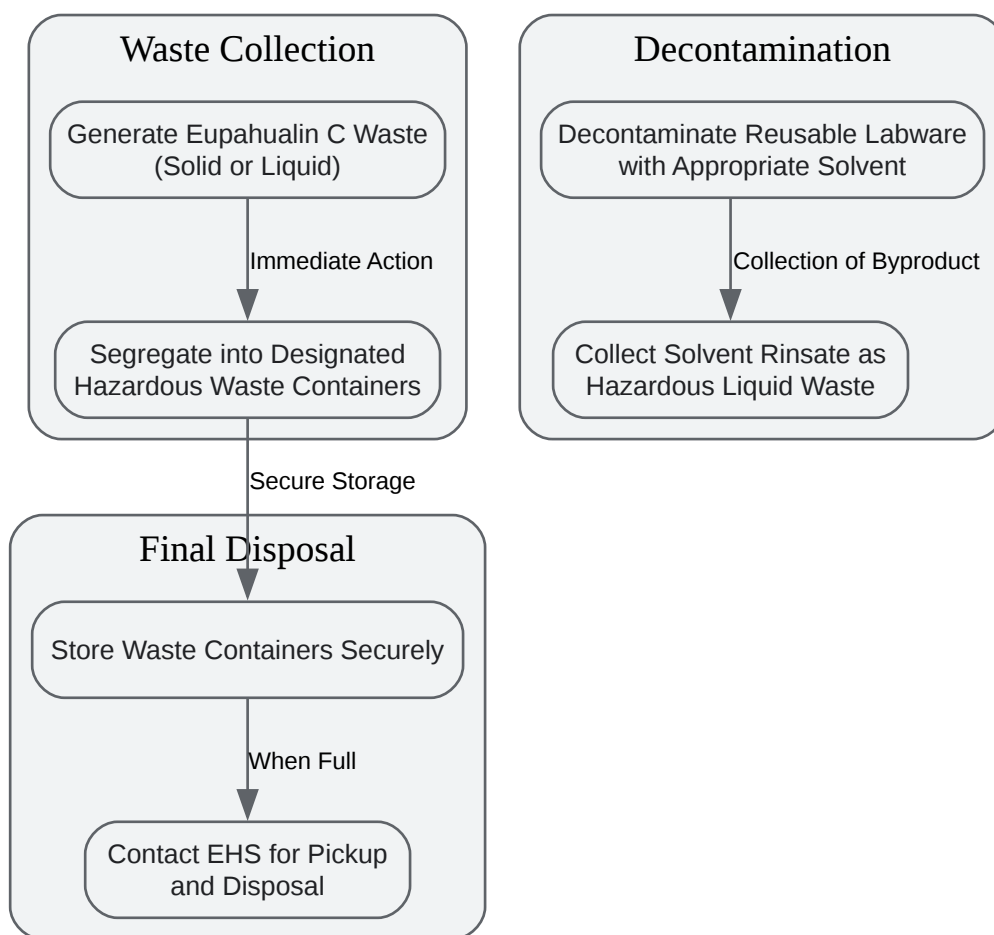 Waste Collection
Generate Eupahualin C Waste
(Solid or Liquid)
Immediate Action
Segregate into Designated
Hazardous Waste Containers
Secure Storage
Final Disposal
Store Waste Containers Securely
When Full
Contact EHS for Pickup
and Disposal
Decontamination
Decontaminate Reusable Labware
with Appropriate Solvent
Collection of Byproduct
Collect Solvent Rinsate as
Hazardous Liquid Waste